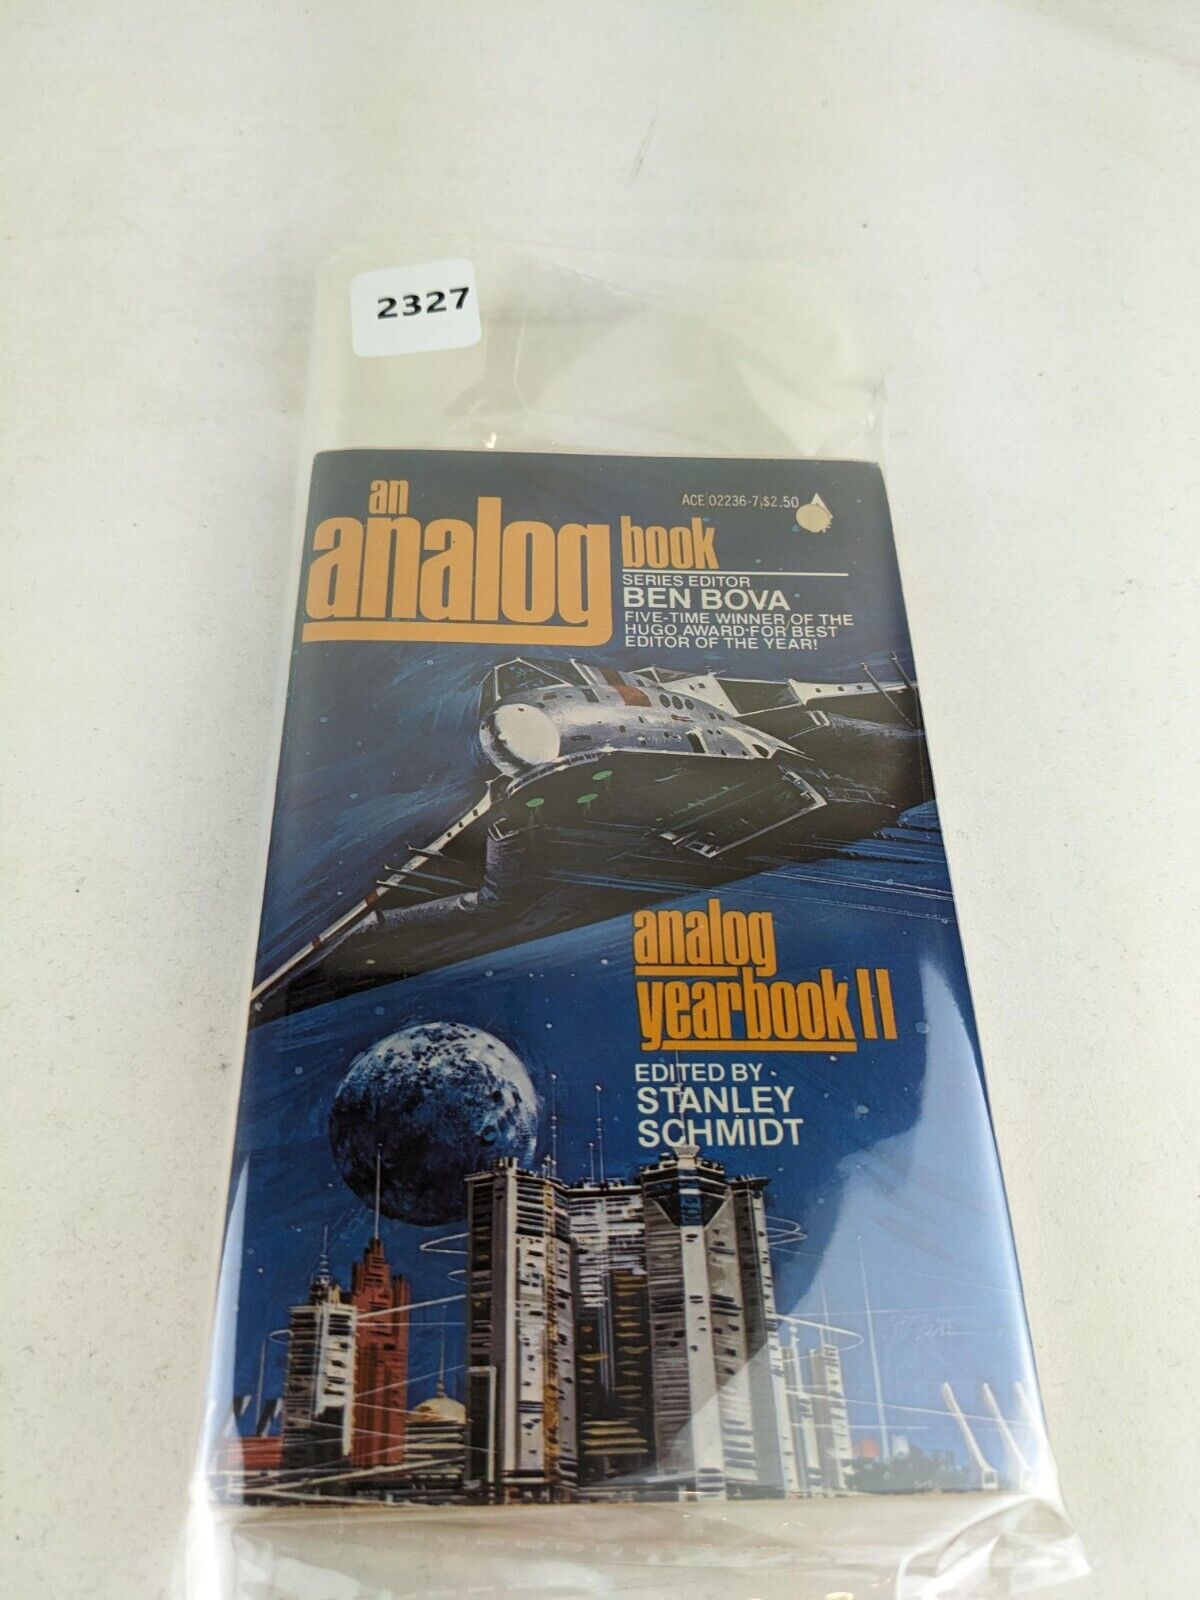 2327
an
analog book
ACE 02236-7 $2.50
SERIES EDITOR
BEN BOVA
FIVE-TIME WINNER OF THE
HUGO AWARD FOR BEST
EDITOR OF THE YEAR!
analog
yearbook II
EDITED BY
STANLEY
SCHMIDT